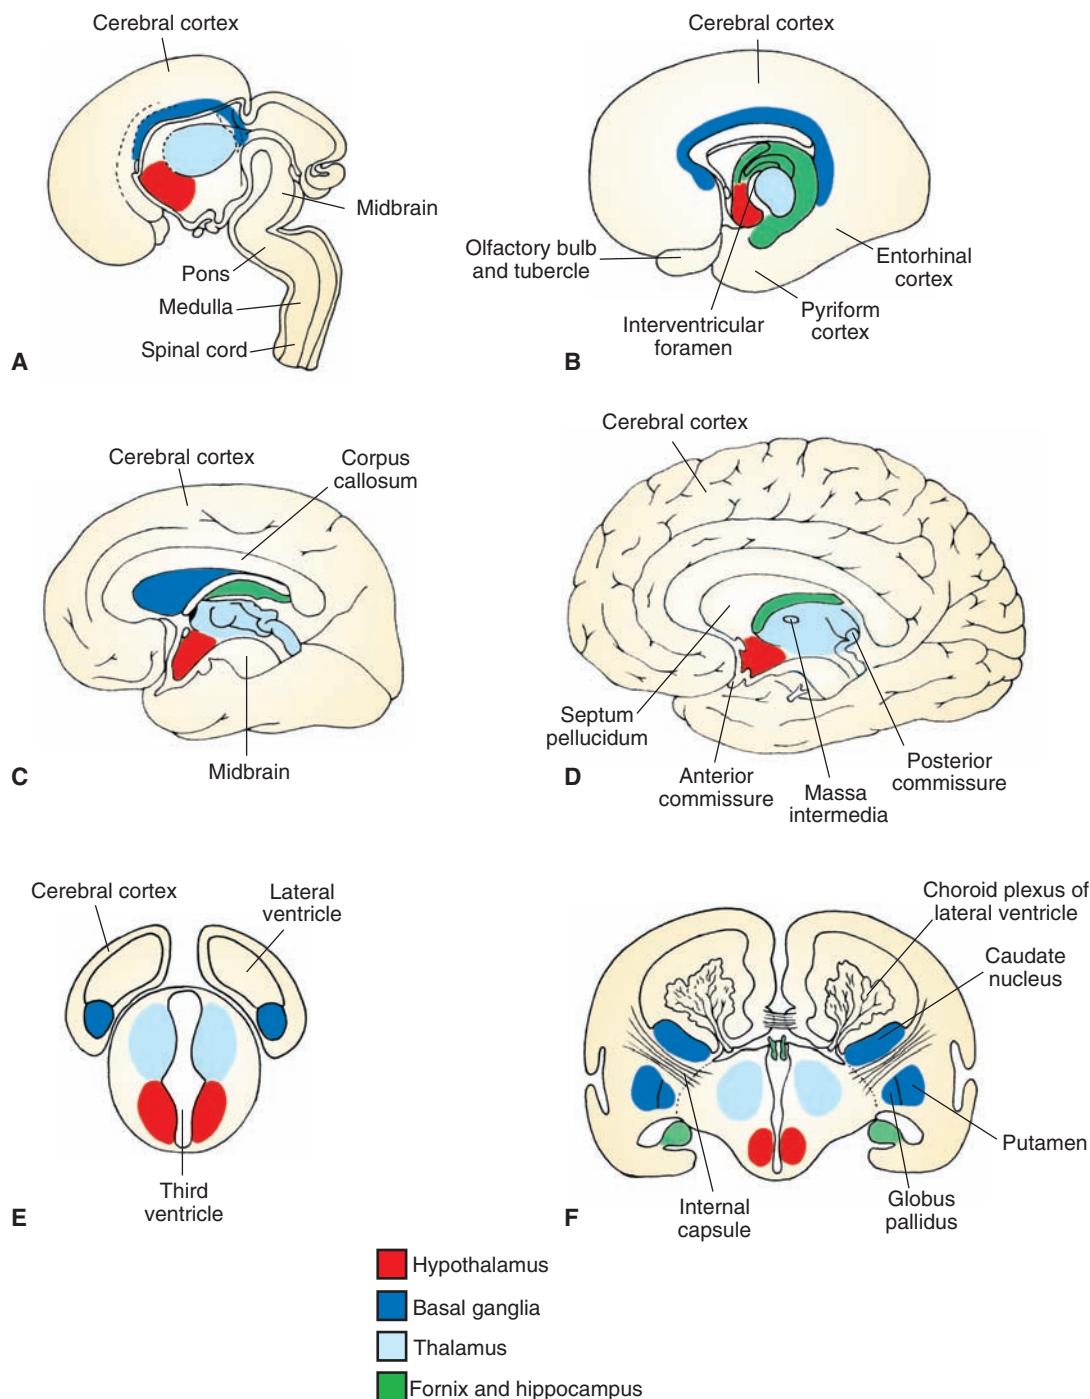 Cerebral cortex
Midbrain
Pons
Medulla
Spinal cord
A
Cerebral cortex
Olfactory bulb
and tubercle
Entorhinal
cortex
Pyriform
cortex
Interventricular
foramen
B
Cerebral cortex
Corpus
callosum
Midbrain
C
Cerebral cortex
Septum
pellucidum
Anterior
commissure
Massa
intermedia
Posterior
commissure
D
Cerebral cortex
Lateral
ventricle
Third
ventricle
E
Choroid plexus of
lateral ventricle
Caudate
nucleus
Putamen
Globus
pallidus
Internal
capsule
F
Hypothalamus
Basal ganglia
Thalamus
Fornix and hippocampus